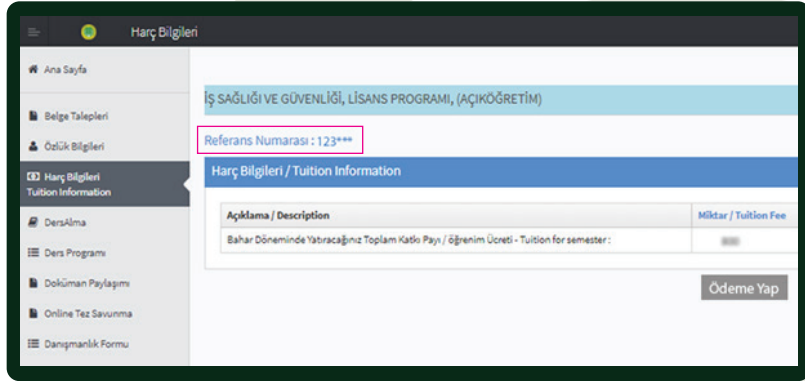 Harç Bilgileri
Ana Sayfa
Belge Talepleri
Özlük Bilgileri
Harç Bilgileri
Tuition Information
DersAlma
Ders Programı
Doküman Paylaşımı
Online Tez Savunma
Danışmanlık Formu
İŞ SAĞLIĞI VE GÜVENLİĞİ, LİSANS PROGRAMI, (AÇIKÖĞRETİM)
Referans Numarası : 123***
Harç Bilgileri / Tuition Information
Açıklama / Description
Miktar / Tuition Fee
Bahar Döneminde Yatıracağınız Toplam Katkı Payı / öğrenim Ücreti - Tuition for semester :
Ödeme Yap